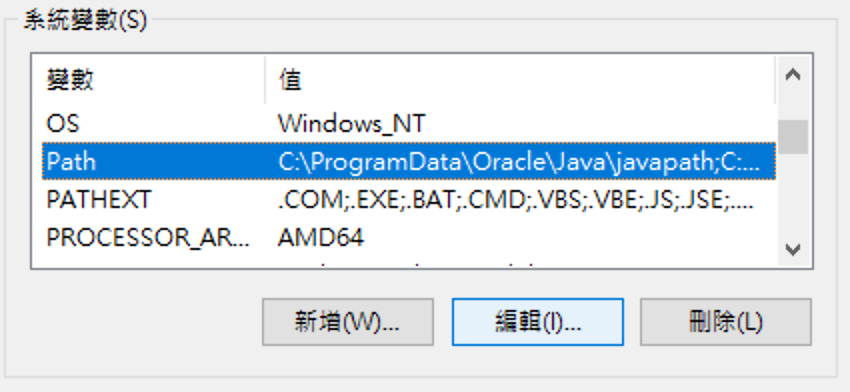 系統變數(S)
變數 值
OS Windows_NT
Path C:\ProgramData\Oracle\Java\javapath;C:...
PATHEXT .COM;.EXE;.BAT;.CMD;.VBS;.VBE;.JS;.JSE;....
PROCESSOR_AR... AMD64
新增(W)... 編輯(I)... 刪除(L)